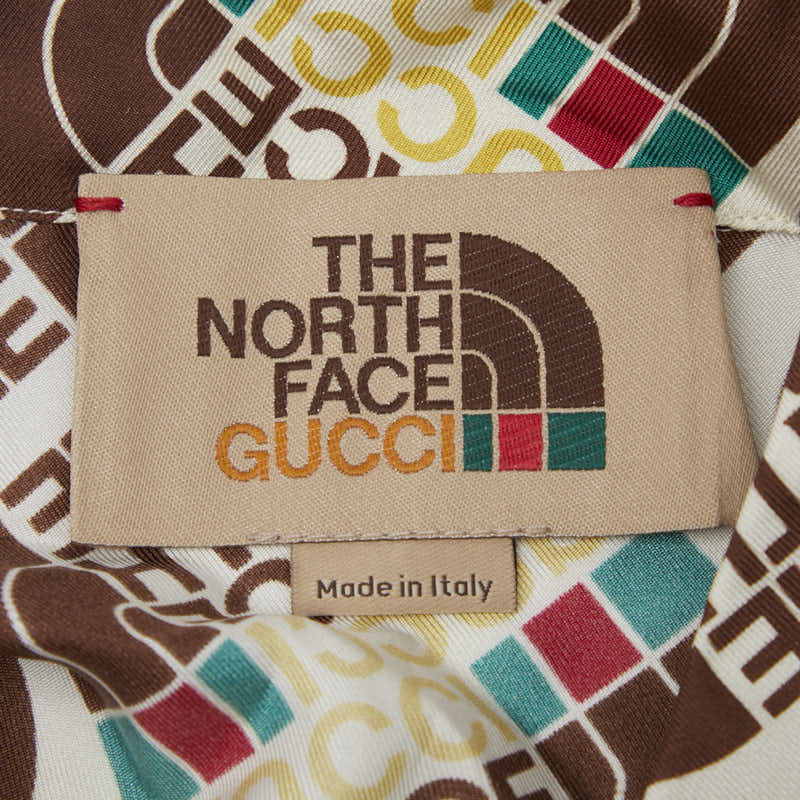 THE
NORTH
FACE
GUCCI
Made in Italy